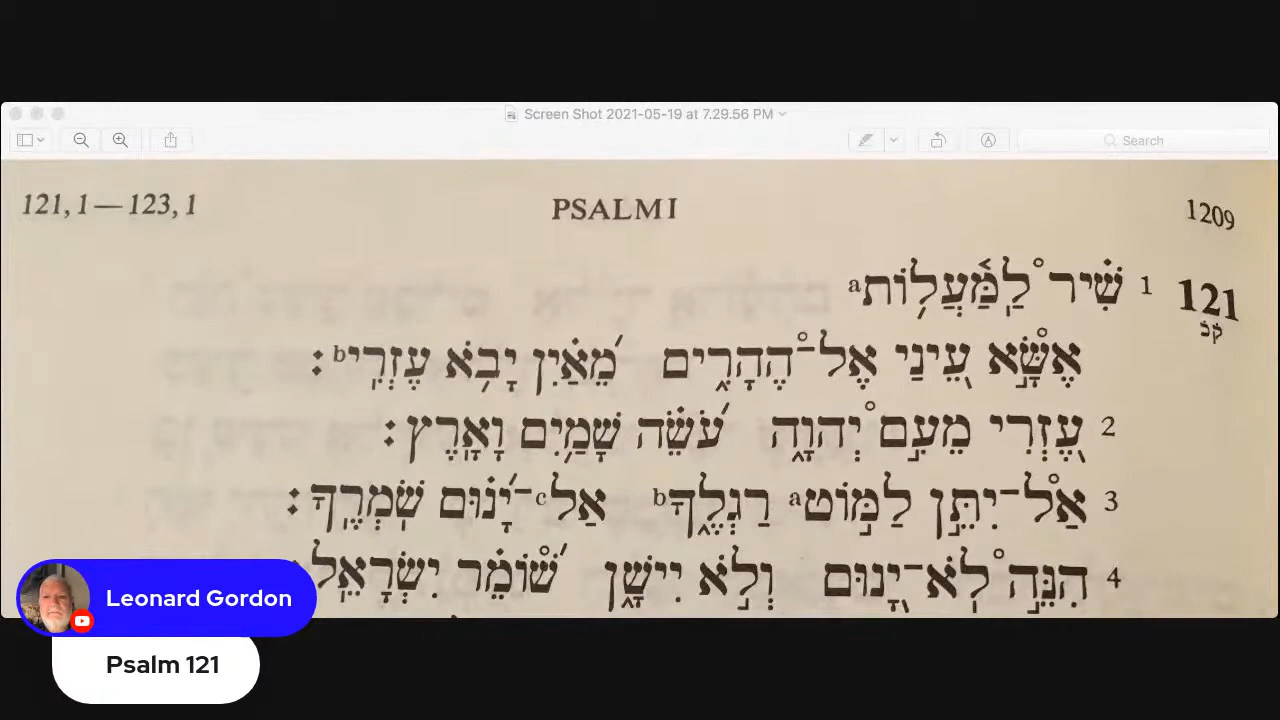 Screen Shot 2021-05-19 at 7.29.56 PM
Search
121, 1 — 123, 1 PSALMI 1209
121 קכ 1 שִׁ֗יר לַֽמַּ֫עֲל֥וֹת a
אֶשָּׂ֣א עֵ֭ינַי אֶל־הֶהָרִ֑ים מֵ֝אַ֗יִן יָבֹ֥א עֶזְרִֽי b ׃
2 עֶ֭זְרִי מֵעִ֣ם יְהוָ֑ה עֹ֝שֵׂ֗ה שָׁמַ֥יִם וָאָֽרֶץ׃
3 אַל־יִתֵּ֣ן לַמּ֣וֹט a רַגְלֶ֑ךָ b אַל־ c יָ֝נ֗וּם שֹֽׁמְרֶֽךָ׃
4 הִנֵּ֣ה לֹֽא־יָ֭נוּם וְלֹ֣א יִישָׁ֑ן שׁ֝וֹמֵ֗ר יִשְׂרָאֵֽל׃
Leonard Gordon
Psalm 121